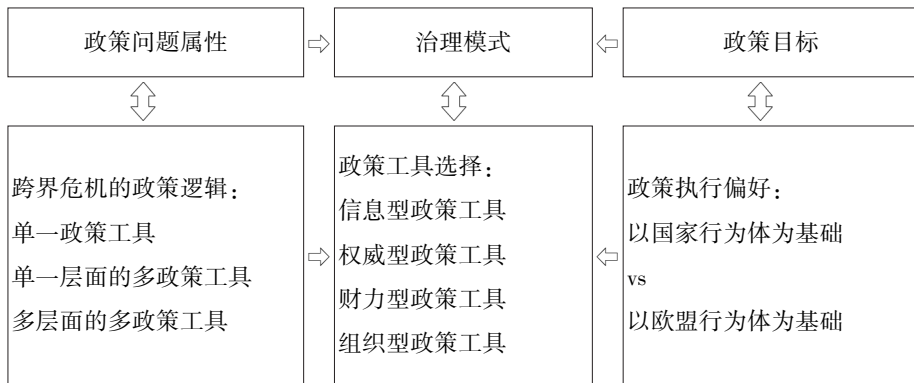 政策问题属性
治理模式
政策目标
跨界危机的政策逻辑：
单一政策工具
单一层面的多政策工具
多层面的多政策工具
政策工具选择：
信息型政策工具
权威型政策工具
财力型政策工具
组织型政策工具
政策执行偏好：
以国家行为体为基础
vs
以欧盟行为体为基础